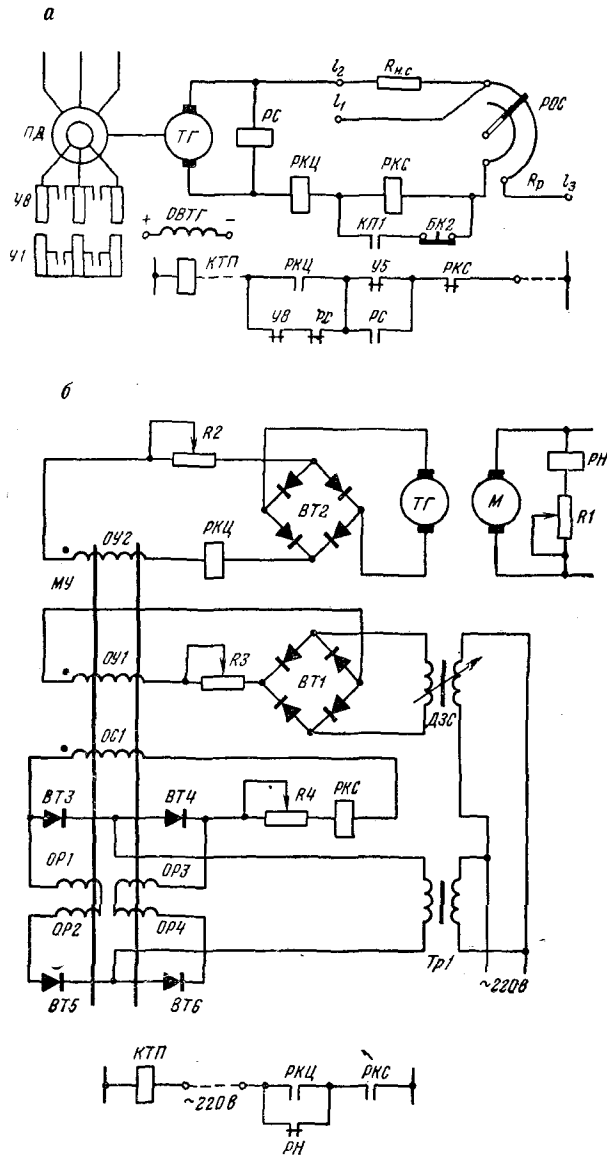 а
l₂
Rн.с
l₁
РОС
ПД
ТГ
РС
Rр
l₃
РКЦ
РКС
У8
КП1
БК2
+ ОВТГ −
У1
КТП
РКЦ
У5
РКС
У8
РС
РС
б
R2
ВТ2
ТГ
М
РН
R1
РКЦ
ОУ2
МУ
ОУ1
R3
ВТ1
ДЗС
ОС1
ВТ3
ВТ4
R4
РКС
ОР1
ОР3
ОР2
ОР4
Тр1
ВТ5
ВТ6
~220в
КТП
~220в
РКЦ
РКС
РН